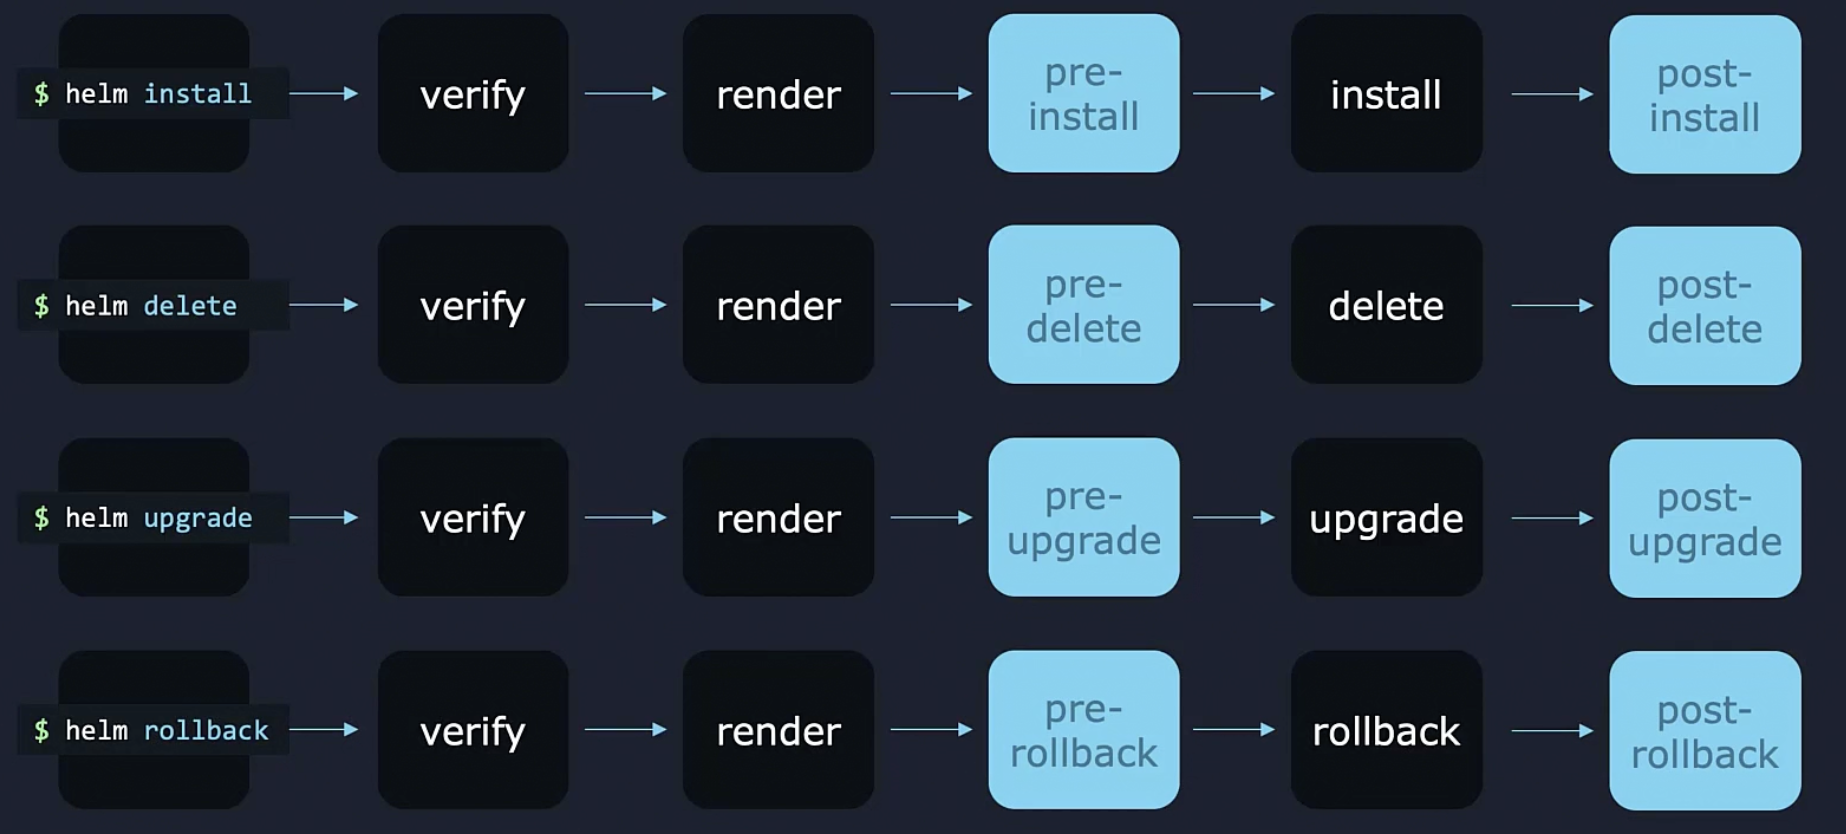 $ helm install
verify
render
pre-
install
install
post-
install
$ helm delete
verify
render
pre-
delete
delete
post-
delete
$ helm upgrade
verify
render
pre-
upgrade
upgrade
post-
upgrade
$ helm rollback
verify
render
pre-
rollback
rollback
post-
rollback